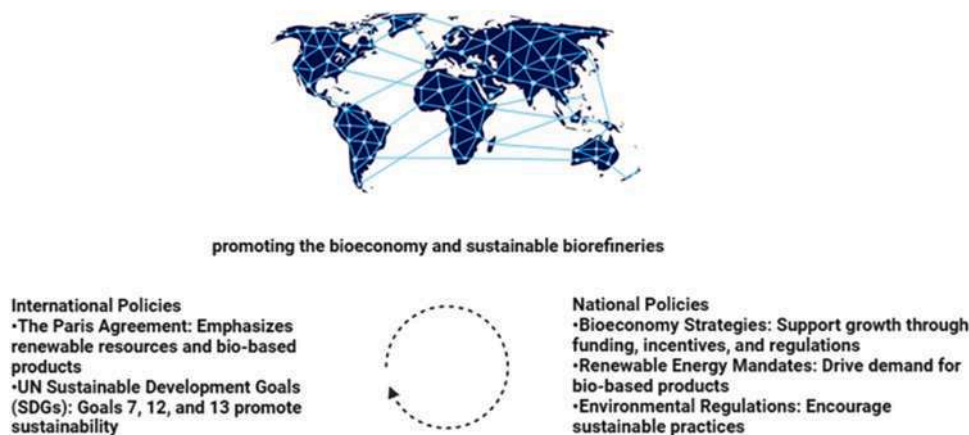 promoting the bioeconomy and sustainable biorefineries
International Policies
•The Paris Agreement: Emphasizes
renewable resources and bio-based
products
•UN Sustainable Development Goals
(SDGs): Goals 7, 12, and 13 promote
sustainability
National Policies
•Bioeconomy Strategies: Support growth through
funding, incentives, and regulations
•Renewable Energy Mandates: Drive demand for
bio-based products
•Environmental Regulations: Encourage
sustainable practices